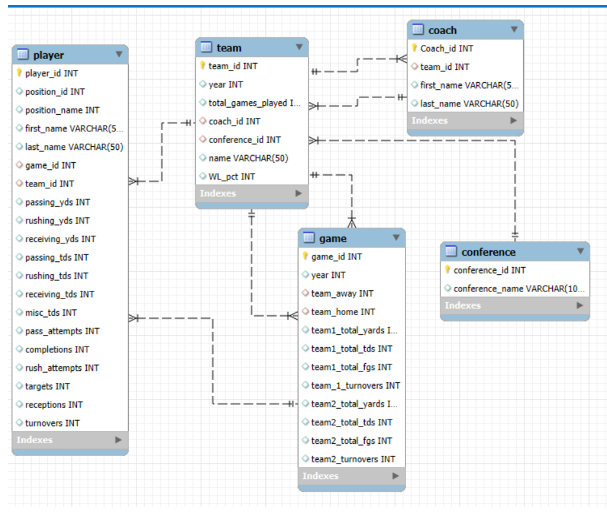 player
player_id INT
position_id INT
position_name INT
first_name VARCHAR(5...
last_name VARCHAR(50)
game_id INT
team_id INT
passing_yds INT
rushing_yds INT
receiving_yds INT
passing_tds INT
rushing_tds INT
receiving_tds INT
misc_tds INT
pass_attempts INT
completions INT
rush_attempts INT
targets INT
receptions INT
turnovers INT
Indexes
team
team_id INT
year INT
total_games_played I...
coach_id INT
conference_id INT
name VARCHAR(50)
WL_pct INT
Indexes
coach
Coach_id INT
team_id INT
first_name VARCHAR(5...
last_name VARCHAR(50)
Indexes
game
game_id INT
year INT
team_away INT
team_home INT
team1_total_yards I...
team1_total_tds INT
team1_total_fgs INT
team_1_turnovers INT
team2_total_yards I...
team2_total_tds INT
team2_total_fgs INT
team2_turnovers INT
Indexes
conference
conference_id INT
conference_name VARCHAR(10...
Indexes